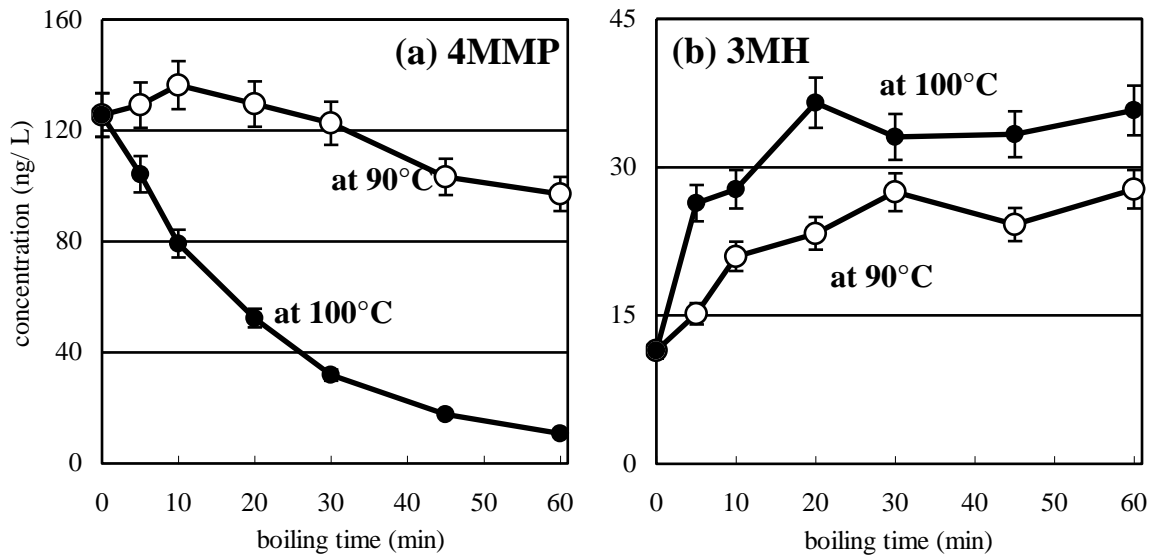 concentration (ng/ L)
160
120
80
40
0
(a) 4MMP
at 90°C
at 100°C
0 10 20 30 40 50 60
boiling time (min)
45
30
15
0
(b) 3MH
at 100°C
at 90°C
0 10 20 30 40 50 60
boiling time (min)